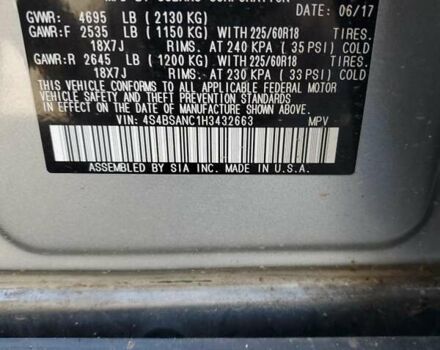 DATE: 06/17
GVWR: 4695 LB (2130 KG)
GAWR:F 2535 LB (1150 KG) WITH 225/60R18 TIRES.
18X7J RIMS. AT 240 KPA (35 PSI) COLD
GAWR:R 2645 LB (1200 KG) WITH 225/60R18 TIRES.
18X7J RIMS. AT 230 KPA (33 PSI) COLD
THIS VEHICLE CONFORMS TO ALL APPLICABLE FEDERAL MOTOR
VEHICLE SAFETY AND THEFT PREVENTION STANDARDS IN EFFECT
ON THE DATE OF MANUFACTURE SHOWN ABOVE.
VIN: 4S4BSANC1H3432663 MPV
ASSEMBLED BY SIA INC. MADE IN U.S.A.